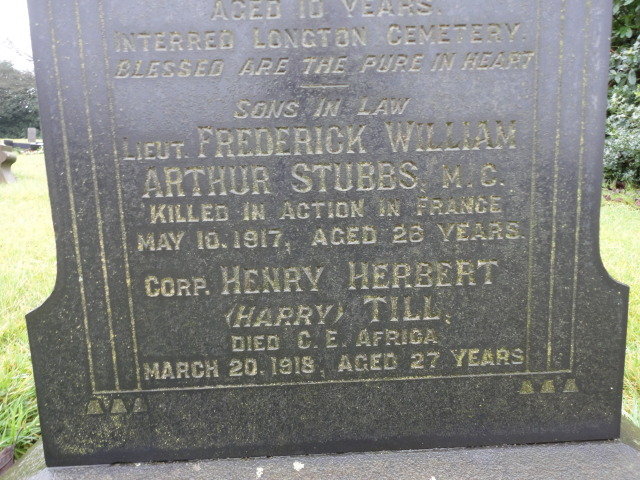 AGED 10 YEARS.
INTERRED LONGTON CEMETERY.
BLESSED ARE THE PURE IN HEART
SONS IN LAW
LIEUT. FREDERICK WILLIAM
ARTHUR STUBBS, M.C.
KILLED IN ACTION IN FRANCE
MAY 10. 1917, AGED 26 YEARS.
CORP. HENRY HERBERT
(HARRY) TILL,
DIED C. E. AFRICA
MARCH 20. 1918, AGED 27 YEARS